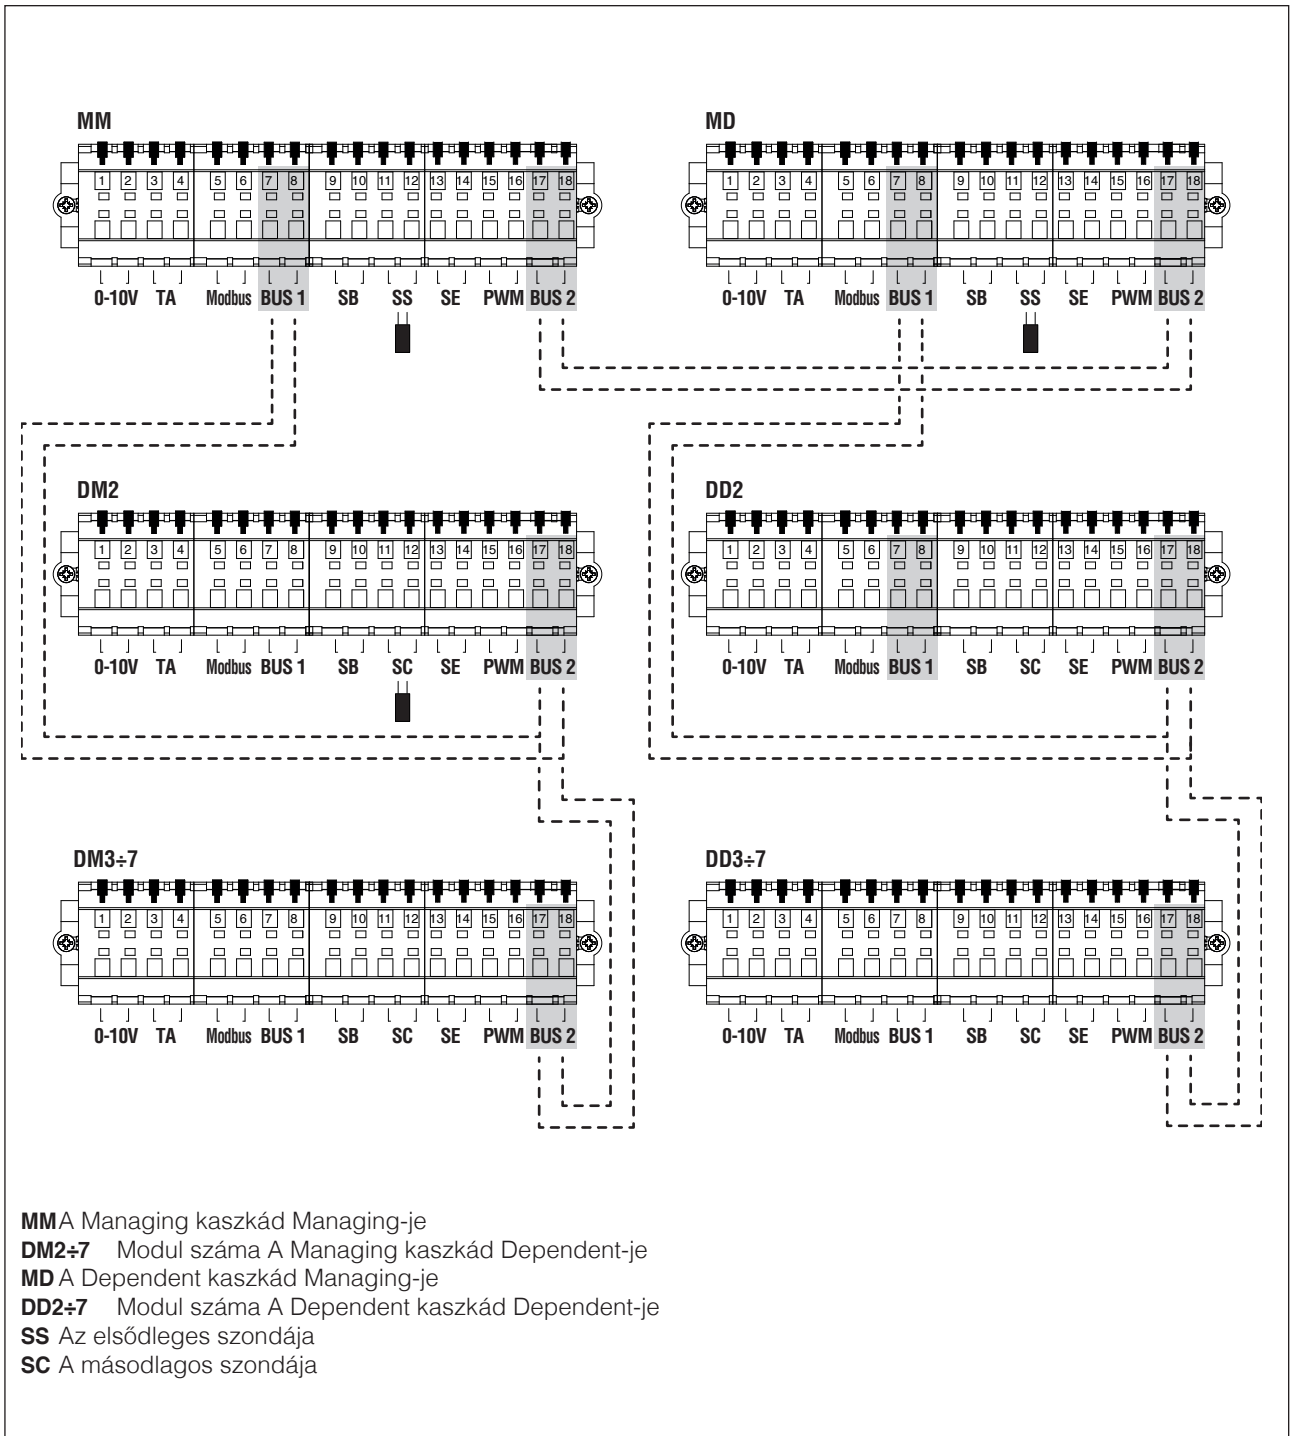 MM
1 2 3 4 5 6 7 8 9 10 11 12 13 14 15 16 17 18
0-10V TA Modbus BUS 1 SB SS SE PWM BUS 2
MD
1 2 3 4 5 6 7 8 9 10 11 12 13 14 15 16 17 18
0-10V TA Modbus BUS 1 SB SS SE PWM BUS 2
DM2
1 2 3 4 5 6 7 8 9 10 11 12 13 14 15 16 17 18
0-10V TA Modbus BUS 1 SB SC SE PWM BUS 2
DD2
1 2 3 4 5 6 7 8 9 10 11 12 13 14 15 16 17 18
0-10V TA Modbus BUS 1 SB SC SE PWM BUS 2
DM3÷7
1 2 3 4 5 6 7 8 9 10 11 12 13 14 15 16 17 18
0-10V TA Modbus BUS 1 SB SC SE PWM BUS 2
DD3÷7
1 2 3 4 5 6 7 8 9 10 11 12 13 14 15 16 17 18
0-10V TA Modbus BUS 1 SB SC SE PWM BUS 2
MM A Managing kaszkád Managing-je
DM2÷7 Modul száma A Managing kaszkád Dependent-je
MD A Dependent kaszkád Managing-je
DD2÷7 Modul száma A Dependent kaszkád Dependent-je
SS Az elsődleges szondája
SC A másodlagos szondája